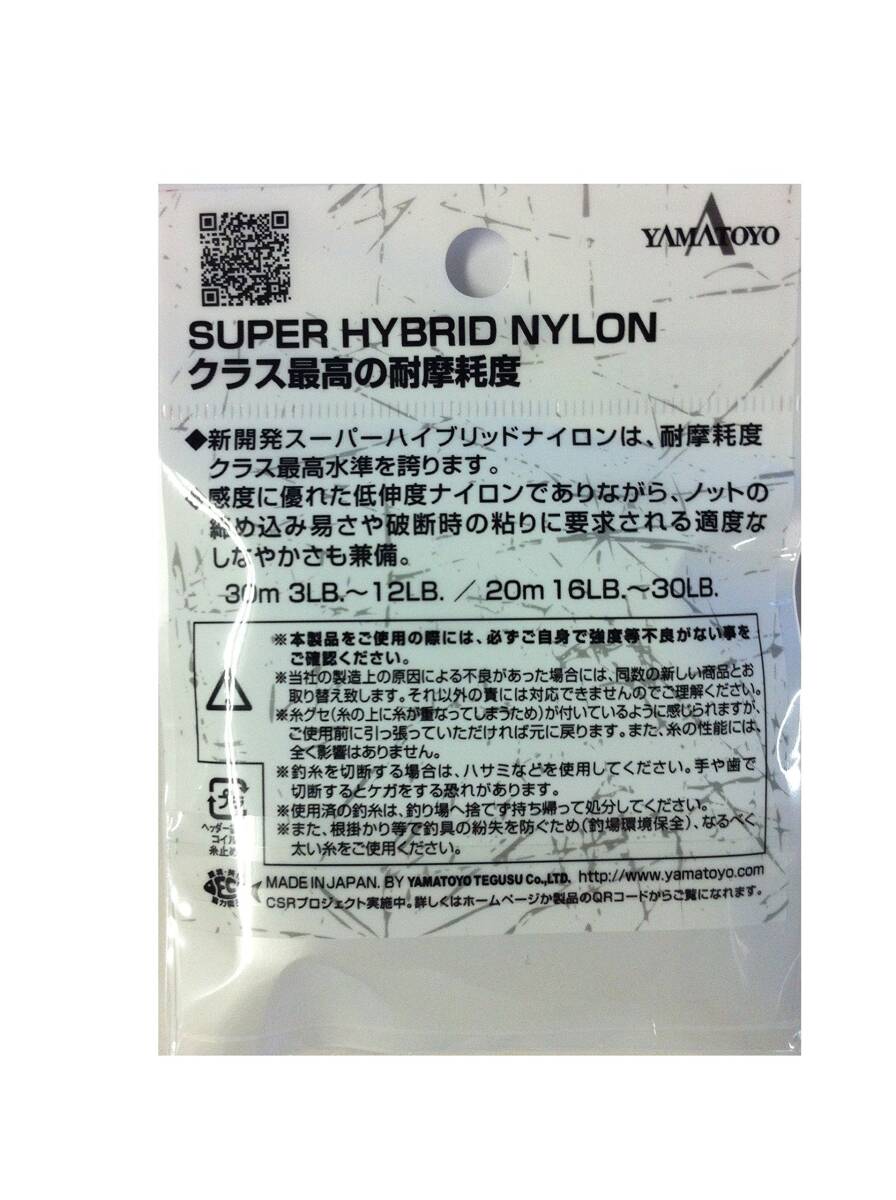 YAMATOYO
SUPER HYBRID NYLON
クラス最高の耐摩耗度
◆新開発スーパーハイブリッドナイロンは、耐摩耗度
クラス最高水準を誇ります。
◆感度に優れた低伸度ナイロンでありながら、ノットの
締め込み易さや破断時の粘りに要求される適度な
しなやかさも兼備。
30m 3LB.～12LB. ／ 20m 16LB.～30LB.
※本製品をご使用の際には、必ずご自身で強度等不良がない事を
ご確認ください。
※当社の製造上の原因による不良があった場合には、同数の新しい商品とお
取り替え致します。それ以外の責には対応できませんのでご理解ください。
※糸グセ(糸の上に糸が重なってしまうため)が付いているように感じられますが、
ご使用前に引っ張っていただければ元に戻ります。また、糸の性能には、
全く影響はありません。
※釣糸を切断する場合は、ハサミなどを使用してください。手や歯で
切断するとケガをする恐れがあります。
※使用済の釣糸は、釣り場へ捨てず持ち帰って処分してください。
※また、根掛かり等で釣具の紛失を防ぐため(釣場環境保全)、なるべく
太い糸をご使用ください。
プラ
ヘッダー
コイル
糸止め
MADE IN JAPAN. BY YAMATOYO TEGUSU Co.,LTD. http://www.yamatoyo.com
CSRプロジェクト実施中。詳しくはホームページか製品のQRコードからご覧になれます。